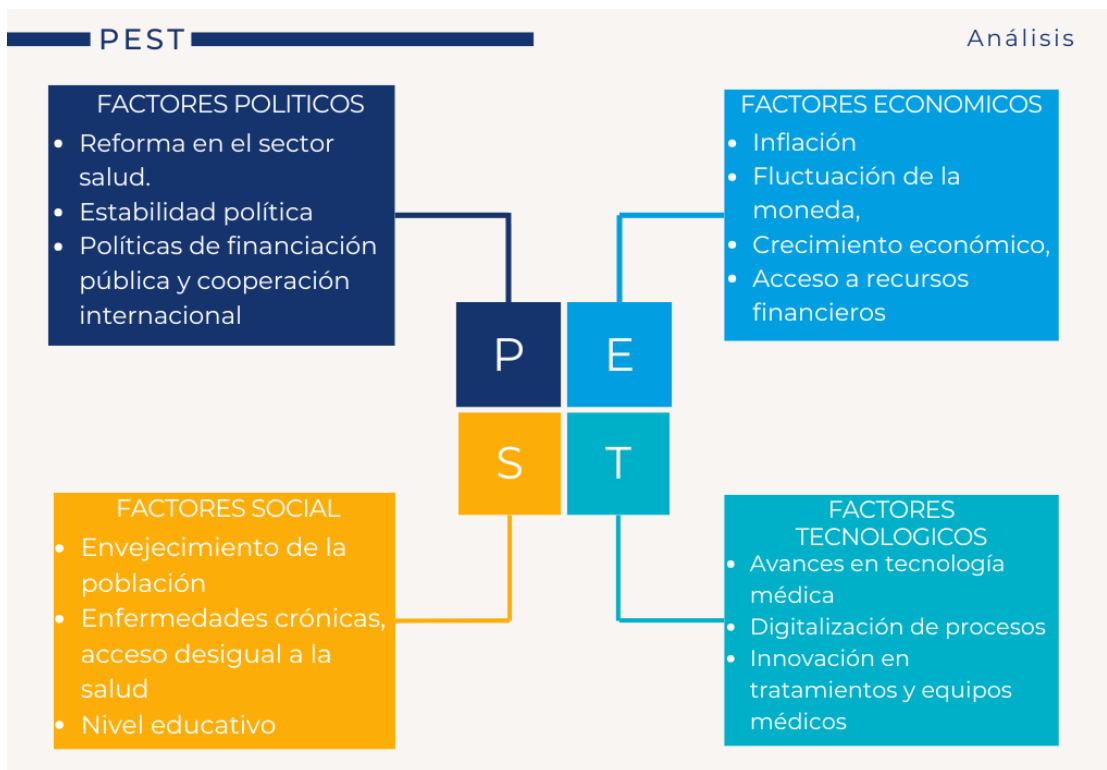 PEST
Análisis
FACTORES POLITICOS
• Reforma en el sector
salud.
• Estabilidad política
• Políticas de financiación
pública y cooperación
internacional
FACTORES ECONOMICOS
• Inflación
• Fluctuación de la
moneda,
• Crecimiento económico,
• Acceso a recursos
financieros
P
E
S
T
FACTORES SOCIAL
• Envejecimiento de la
población
• Enfermedades crónicas,
acceso desigual a la
salud
• Nivel educativo
FACTORES
TECNOLOGICOS
• Avances en tecnología
médica
• Digitalización de procesos
• Innovación en
tratamientos y equipos
médicos